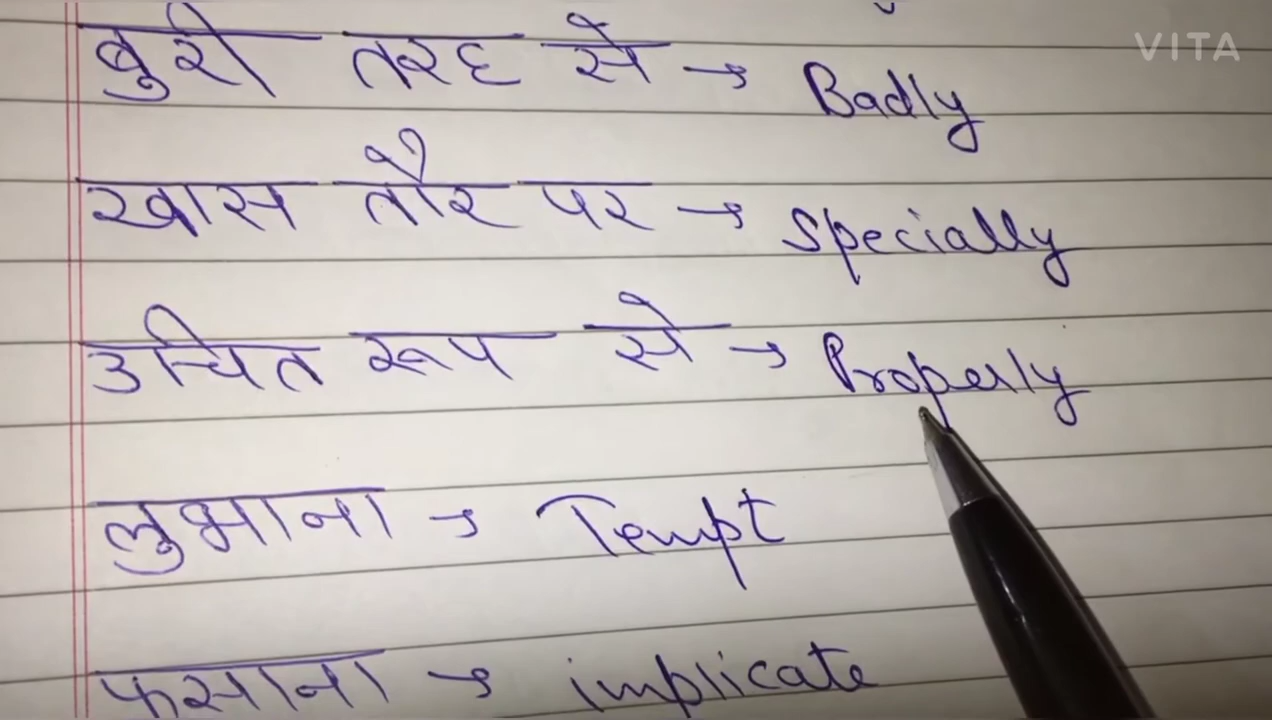 VITA
बुरी तरह से → Badly
खास तौर पर → Specially
उचित रूप से → Properly
लुभाना → Tempt
फसाना → implicate